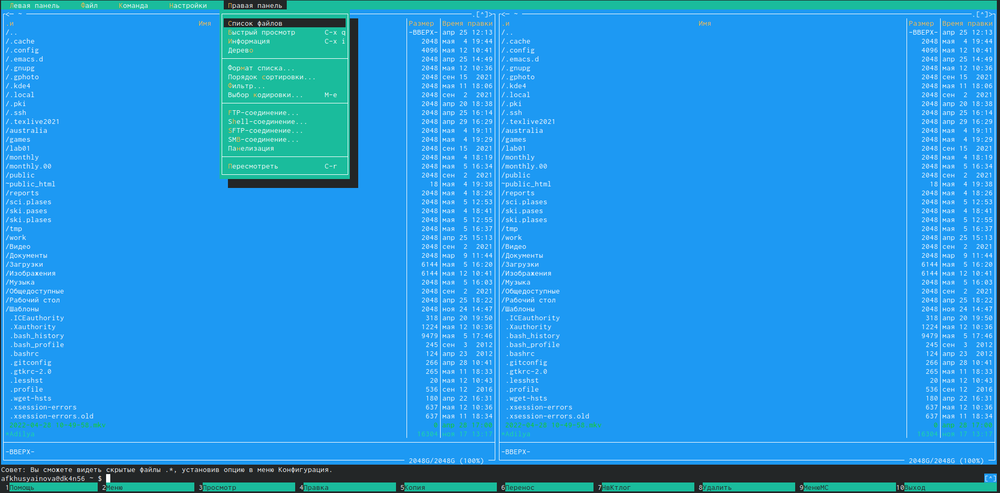 Левая панель Файл Команда Настройки Правая панель
<─ ~ .[^]> <─ ~ .[^]>
.и Имя Размер Время правки .и Имя Размер Время правки
Список файлов
Быстрый просмотр C-x q
Информация C-x i
Дерево
Формат списка...
Порядок сортировки...
Фильтр...
Выбор кодировки... M-e
FTP-соединение...
Shell-соединение...
SFTP-соединение...
SMB-соединение...
Панелизация
Пересмотреть C-r
/.. -ВВЕРХ- апр 25 12:13 /.. -ВВЕРХ- апр 25 12:13
/.cache 2048 мая 4 19:44 /.cache 2048 мая 4 19:44
/.config 4096 мая 12 10:41 /.config 4096 мая 12 10:41
/.emacs.d 2048 апр 25 14:49 /.emacs.d 2048 апр 25 14:49
/.gnupg 2048 мая 12 10:36 /.gnupg 2048 мая 12 10:36
/.gphoto 2048 сен 15 2021 /.gphoto 2048 сен 15 2021
/.kde4 2048 мая 11 18:06 /.kde4 2048 мая 11 18:06
/.local 2048 сен 2 2021 /.local 2048 сен 2 2021
/.pki 2048 апр 20 18:38 /.pki 2048 апр 20 18:38
/.ssh 2048 апр 25 16:14 /.ssh 2048 апр 25 16:14
/.texlive2021 2048 апр 29 16:29 /.texlive2021 2048 апр 29 16:29
/australia 2048 мая 4 19:11 /australia 2048 мая 4 19:11
/games 2048 мая 4 19:29 /games 2048 мая 4 19:29
/lab01 2048 сен 15 2021 /lab01 2048 сен 15 2021
/monthly 2048 мая 4 18:19 /monthly 2048 мая 4 18:19
/monthly.00 2048 мая 5 16:34 /monthly.00 2048 мая 5 16:34
/public 2048 сен 2 2021 /public 2048 сен 2 2021
~public_html 18 мая 4 19:38 ~public_html 18 мая 4 19:38
/reports 2048 мая 4 18:26 /reports 2048 мая 4 18:26
/sci.plases 2048 мая 5 12:53 /sci.plases 2048 мая 5 12:53
/ski.pases 2048 мая 4 18:41 /ski.pases 2048 мая 4 18:41
/ski.plases 2048 мая 5 12:55 /ski.plases 2048 мая 5 12:55
/tmp 2048 мая 5 16:37 /tmp 2048 мая 5 16:37
/work 2048 апр 25 15:13 /work 2048 апр 25 15:13
/Видео 2048 сен 2 2021 /Видео 2048 сен 2 2021
/Документы 2048 мар 9 11:44 /Документы 2048 мар 9 11:44
/Загрузки 6144 мая 5 16:20 /Загрузки 6144 мая 5 16:20
/Изображения 6144 мая 12 10:41 /Изображения 6144 мая 12 10:41
/Музыка 2048 мая 5 16:03 /Музыка 2048 мая 5 16:03
/Общедоступные 2048 сен 2 2021 /Общедоступные 2048 сен 2 2021
/Рабочий стол 2048 апр 25 18:22 /Рабочий стол 2048 апр 25 18:22
/Шаблоны 2048 ноя 24 14:47 /Шаблоны 2048 ноя 24 14:47
.ICEauthority 318 апр 20 19:50 .ICEauthority 318 апр 20 19:50
.Xauthority 1224 мая 12 10:36 .Xauthority 1224 мая 12 10:36
.bash_history 9479 мая 5 17:46 .bash_history 9479 мая 5 17:46
.bash_profile 245 сен 3 2012 .bash_profile 245 сен 3 2012
.bashrc 124 апр 23 2012 .bashrc 124 апр 23 2012
.gitconfig 266 апр 28 10:41 .gitconfig 266 апр 28 10:41
.gtkrc-2.0 265 мая 11 18:33 .gtkrc-2.0 265 мая 11 18:33
.lesshst 20 мая 12 10:43 .lesshst 20 мая 12 10:43
.profile 536 сен 12 2016 .profile 536 сен 12 2016
.wget-hsts 180 апр 22 16:31 .wget-hsts 180 апр 22 16:31
.xsession-errors 637 мая 12 10:36 .xsession-errors 637 мая 12 10:36
.xsession-errors.old 637 мая 11 18:34 .xsession-errors.old 637 мая 11 18:34
*Adilya 16304 ноя 17 13:17 *Adilya 16304 ноя 17 13:17
-ВВЕРХ- -ВВЕРХ-
2048G/2048G (100%) 2048G/2048G (100%)
Совет: Вы сможете видеть скрытые файлы .*, установив опцию в меню Конфигурация.
afkhusyainova@dk4n56 ~ $ [^]
1Помощь 2Меню 3Просмотр 4Правка 5Копия 6Перенос 7НвКтлог 8Удалить 9МенюMC 10Выход